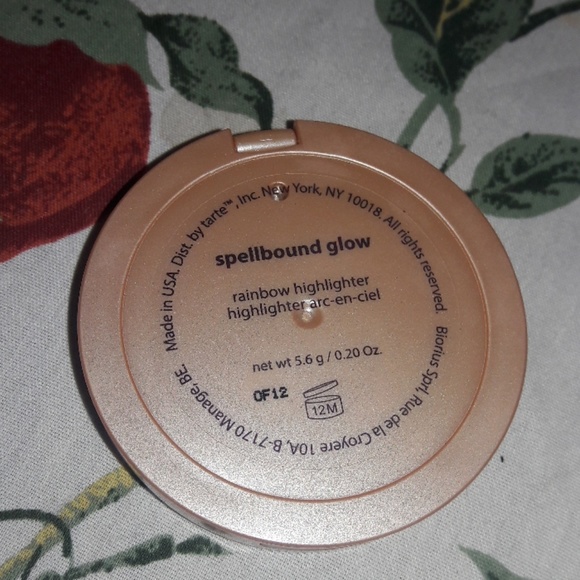 Made in USA. Dist. by tarte™, Inc. New York, NY 10018. All rights reserved.
Biorius Sprl, Rue de la Croyere 10A, B-7170 Manage, BE
spellbound glow
rainbow highlighter
highlighter arc-en-ciel
net wt 5.6 g / 0.20 Oz.
OF12
12M